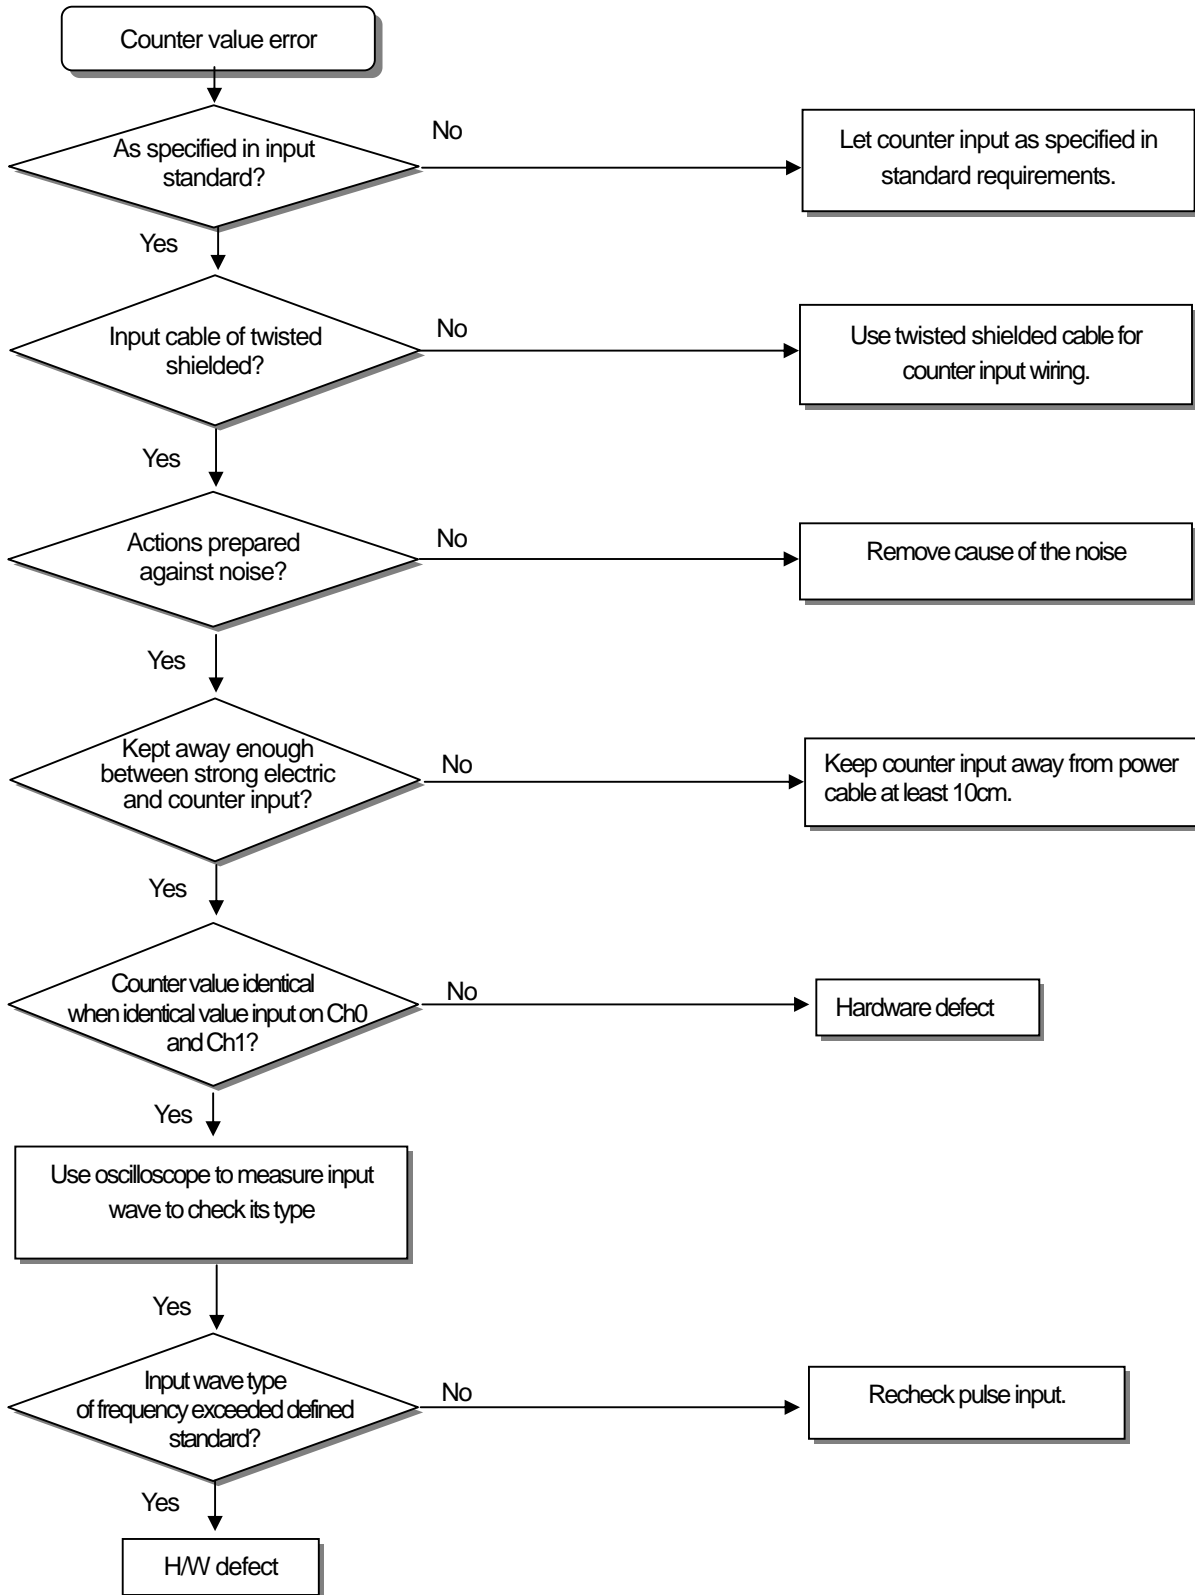 Counter value error
As specified in input
standard?
No
Let counter input as specified in
standard requirements.
Yes
Input cable of twisted
shielded?
No
Use twisted shielded cable for
counter input wiring.
Yes
Actions prepared
against noise?
No
Remove cause of the noise
Yes
Kept away enough
between strong electric
and counter input?
No
Keep counter input away from power
cable at least 10cm.
Yes
Counter value identical
when identical value input on Ch0
and Ch1?
No
Hardware defect
Yes
Use oscilloscope to measure input
wave to check its type
Yes
Input wave type
of frequency exceeded defined
standard?
No
Recheck pulse input.
Yes
H/W defect